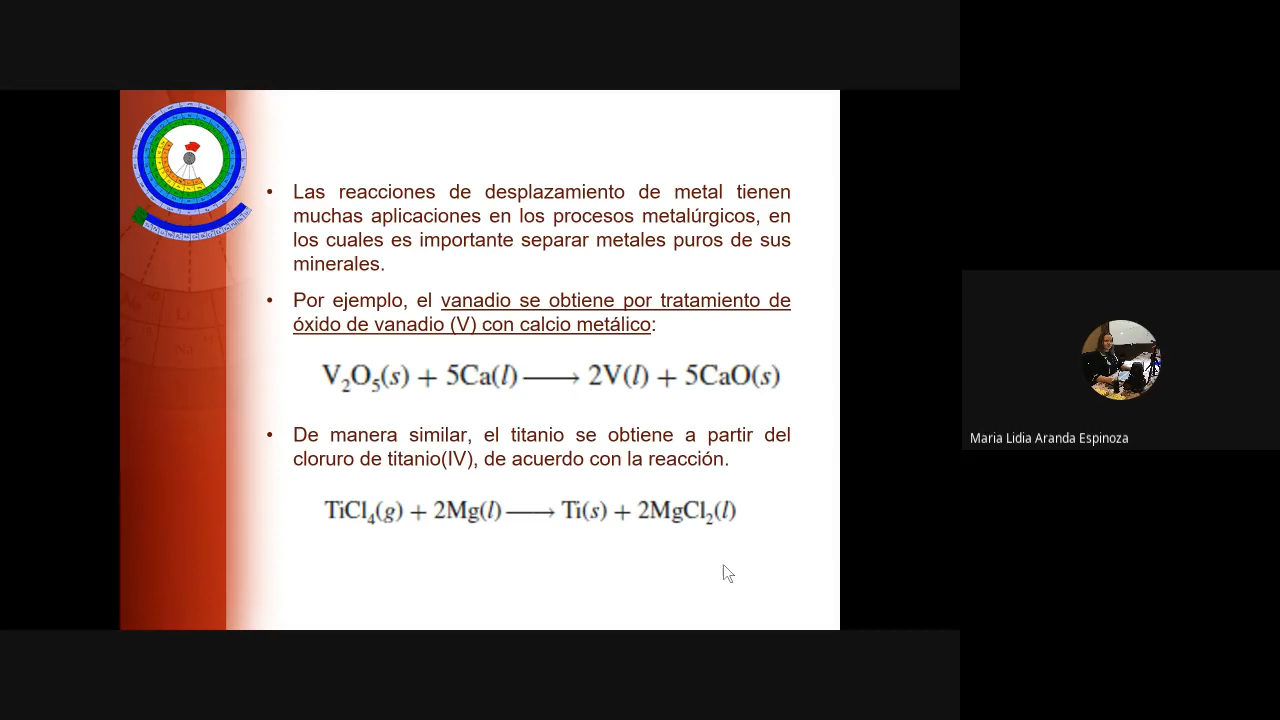 • Las reacciones de desplazamiento de metal tienen
muchas aplicaciones en los procesos metalúrgicos, en
los cuales es importante separar metales puros de sus
minerales.
• Por ejemplo, el vanadio se obtiene por tratamiento de
óxido de vanadio (V) con calcio metálico:
V₂O₅(s) + 5Ca(l) ⟶ 2V(l) + 5CaO(s)
• De manera similar, el titanio se obtiene a partir del
cloruro de titanio(IV), de acuerdo con la reacción.
TiCl₄(g) + 2Mg(l) ⟶ Ti(s) + 2MgCl₂(l)
Maria Lidia Aranda Espinoza